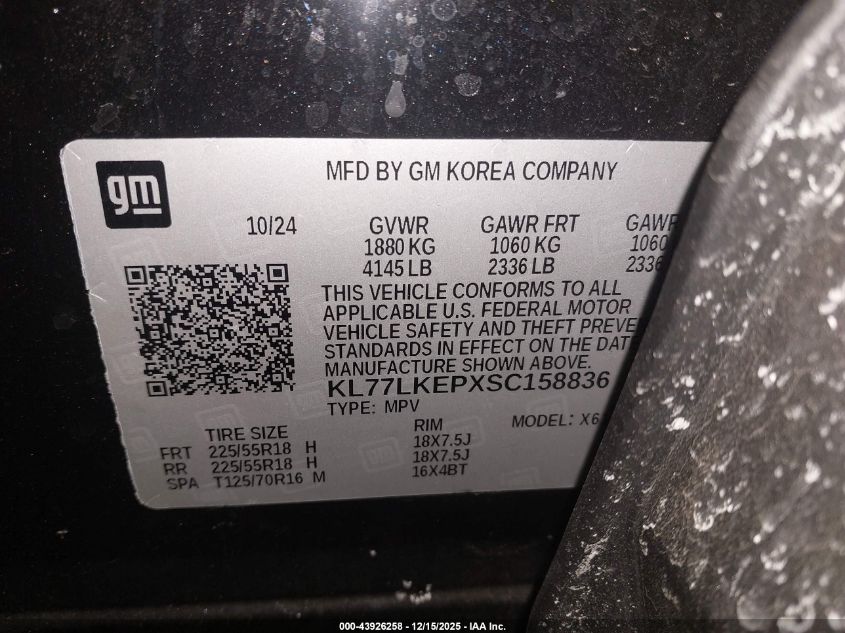 gm
MFD BY GM KOREA COMPANY
10/24 GVWR GAWR FRT GAWR
1880 KG 1060 KG 1060
4145 LB 2336 LB 2336
THIS VEHICLE CONFORMS TO ALL
APPLICABLE U.S. FEDERAL MOTOR
VEHICLE SAFETY AND THEFT PREVE
STANDARDS IN EFFECT ON THE DATE
MANUFACTURE SHOWN ABOVE.
KL77LKEPXSC158836
TYPE: MPV MODEL: X6
TIRE SIZE RIM
FRT 225/55R18 H 18X7.5J
RR 225/55R18 H 18X7.5J
SPA T125/70R16 M 16X4BT
000-43926258 - 12/15/2025 - IAA Inc.